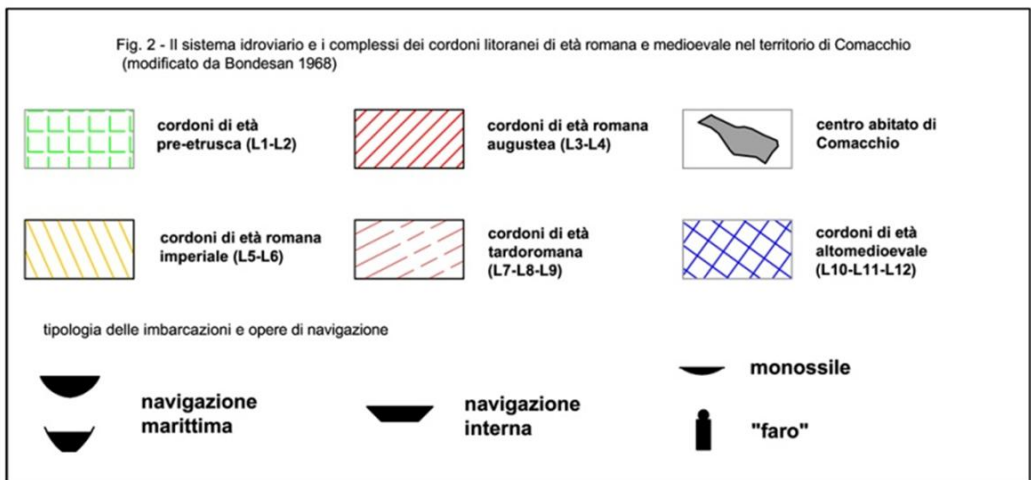 Fig. 2 - Il sistema idroviario e i complessi dei cordoni litoranei di età romana e medioevale nel territorio di Comacchio
(modificato da Bondesan 1968)
cordoni di età
pre-etrusca (L1-L2)
cordoni di età romana
augustea (L3-L4)
centro abitato di
Comacchio
cordoni di età romana
imperiale (L5-L6)
cordoni di età
tardoromana
(L7-L8-L9)
cordoni di età
altomedioevale
(L10-L11-L12)
tipologia delle imbarcazioni e opere di navigazione
navigazione
marittima
navigazione
interna
monossile
"faro"